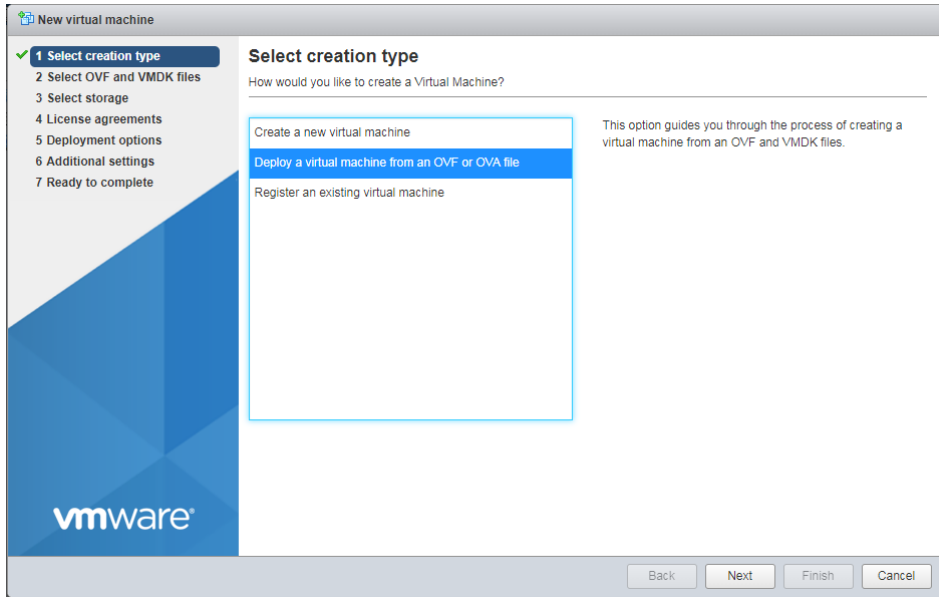 New virtual machine
1 Select creation type
2 Select OVF and VMDK files
3 Select storage
4 License agreements
5 Deployment options
6 Additional settings
7 Ready to complete
Select creation type
How would you like to create a Virtual Machine?
Create a new virtual machine
Deploy a virtual machine from an OVF or OVA file
Register an existing virtual machine
This option guides you through the process of creating a
virtual machine from an OVF and VMDK files.
vmware®
Back
Next
Finish
Cancel